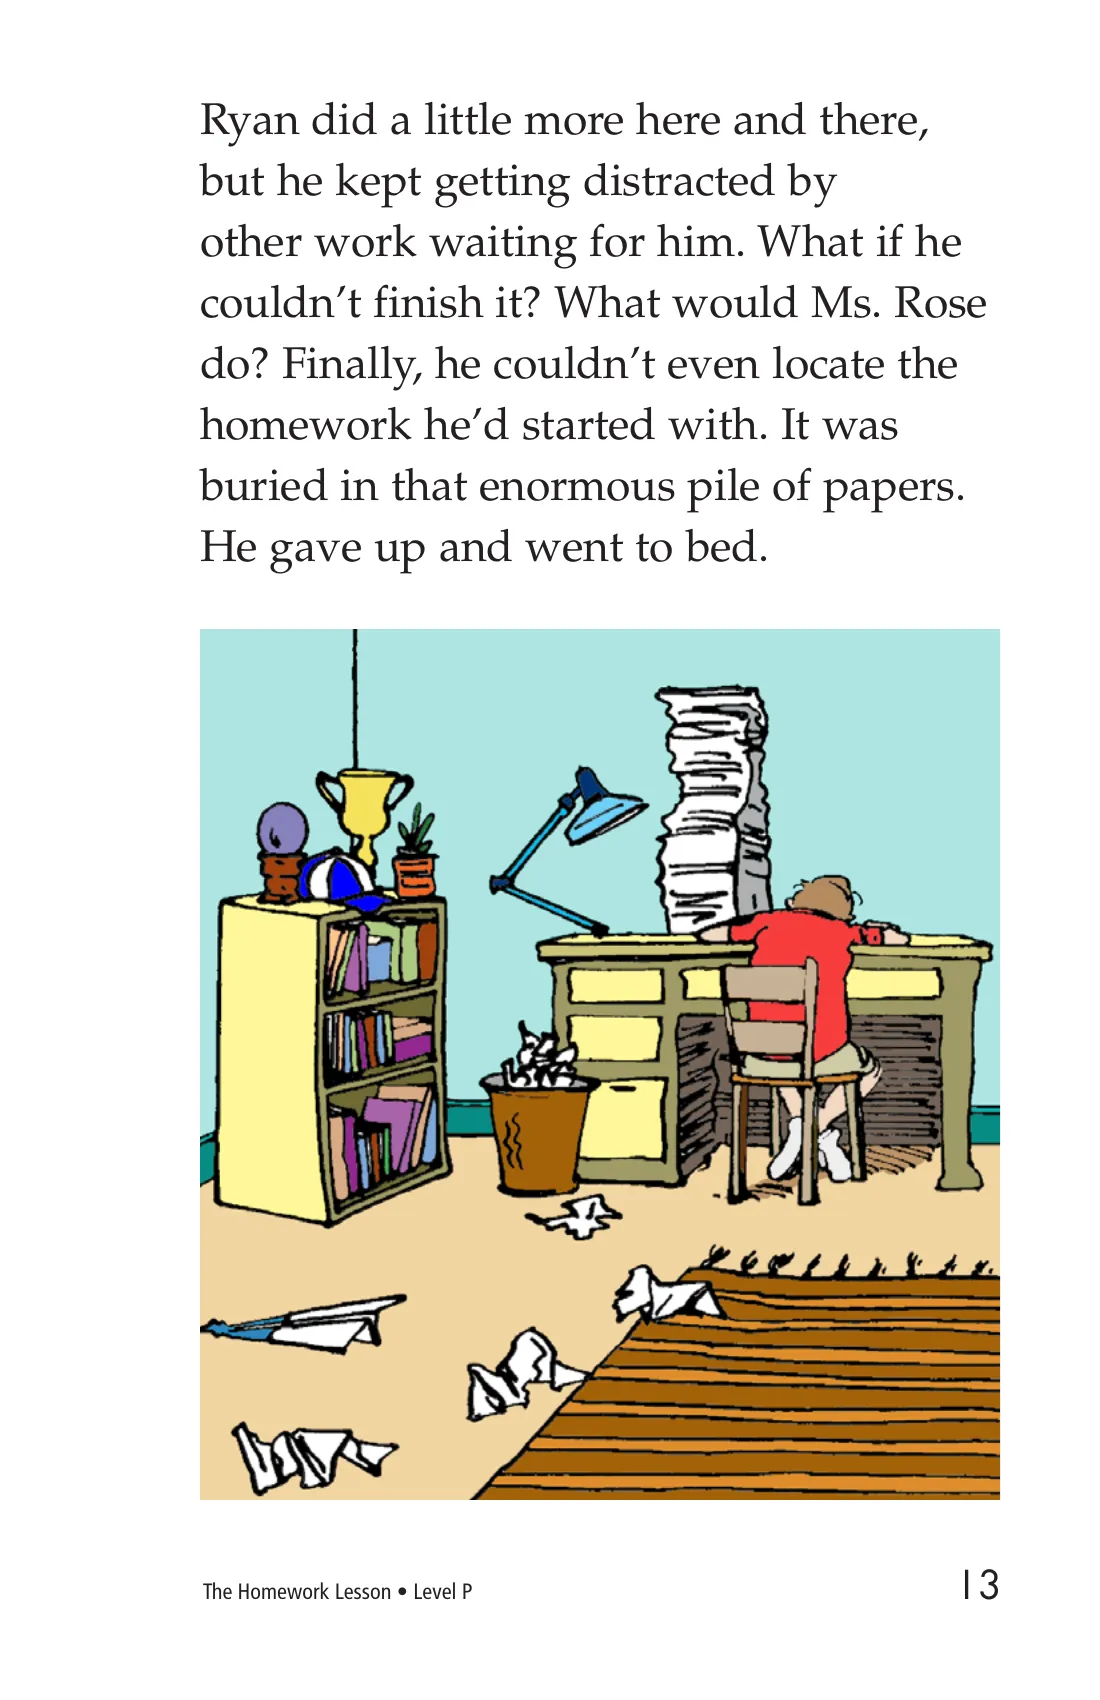 Ryan did a little more here and there,
but he kept getting distracted by
other work waiting for him. What if he
couldn’t finish it? What would Ms. Rose
do? Finally, he couldn’t even locate the
homework he’d started with. It was
buried in that enormous pile of papers.
He gave up and went to bed.
The Homework Lesson • Level P
13